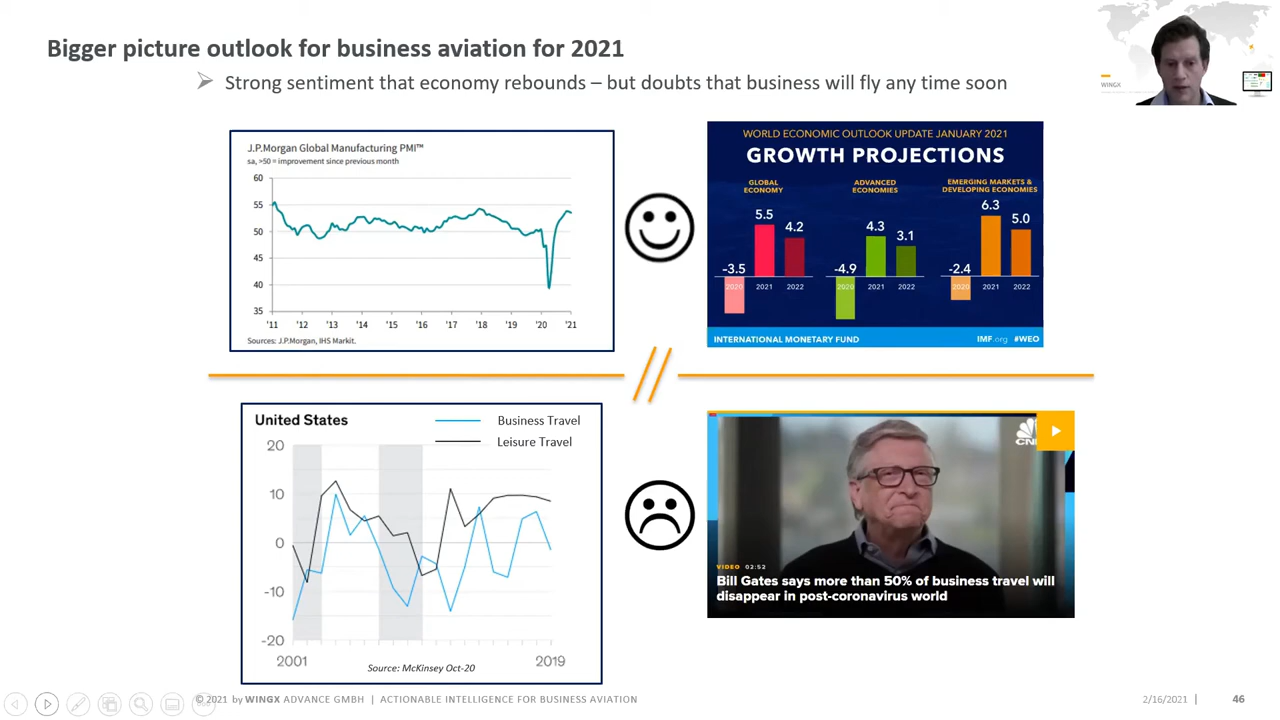 Bigger picture outlook for business aviation for 2021
Strong sentiment that economy rebounds – but doubts that business will fly any time soon
WINGX
J.P.Morgan Global Manufacturing PMI™
sa, >50 = improvement since previous month
60
55
50
45
40
35
'11 '12 '13 '14 '15 '16 '17 '18 '19 '20 '21
Sources: J.P.Morgan, IHS Markit.
WORLD ECONOMIC OUTLOOK UPDATE JANUARY 2021
GROWTH PROJECTIONS
GLOBAL ECONOMY
ADVANCED ECONOMIES
EMERGING MARKETS & DEVELOPING ECONOMIES
-3.5 5.5 4.2
-4.9 4.3 3.1
-2.4 6.3 5.0
2020 2021 2022
2020 2021 2022
2020 2021 2022
INTERNATIONAL MONETARY FUND
IMF.org #WEO
United States
Business Travel
Leisure Travel
20
10
0
-10
-20
2001
2019
Source: McKinsey Oct-20
VIDEO 02:52
Bill Gates says more than 50% of business travel will
disappear in post-coronavirus world
© 2021 by WINGX ADVANCE GMBH | ACTIONABLE INTELLIGENCE FOR BUSINESS AVIATION
2/16/2021 | 46